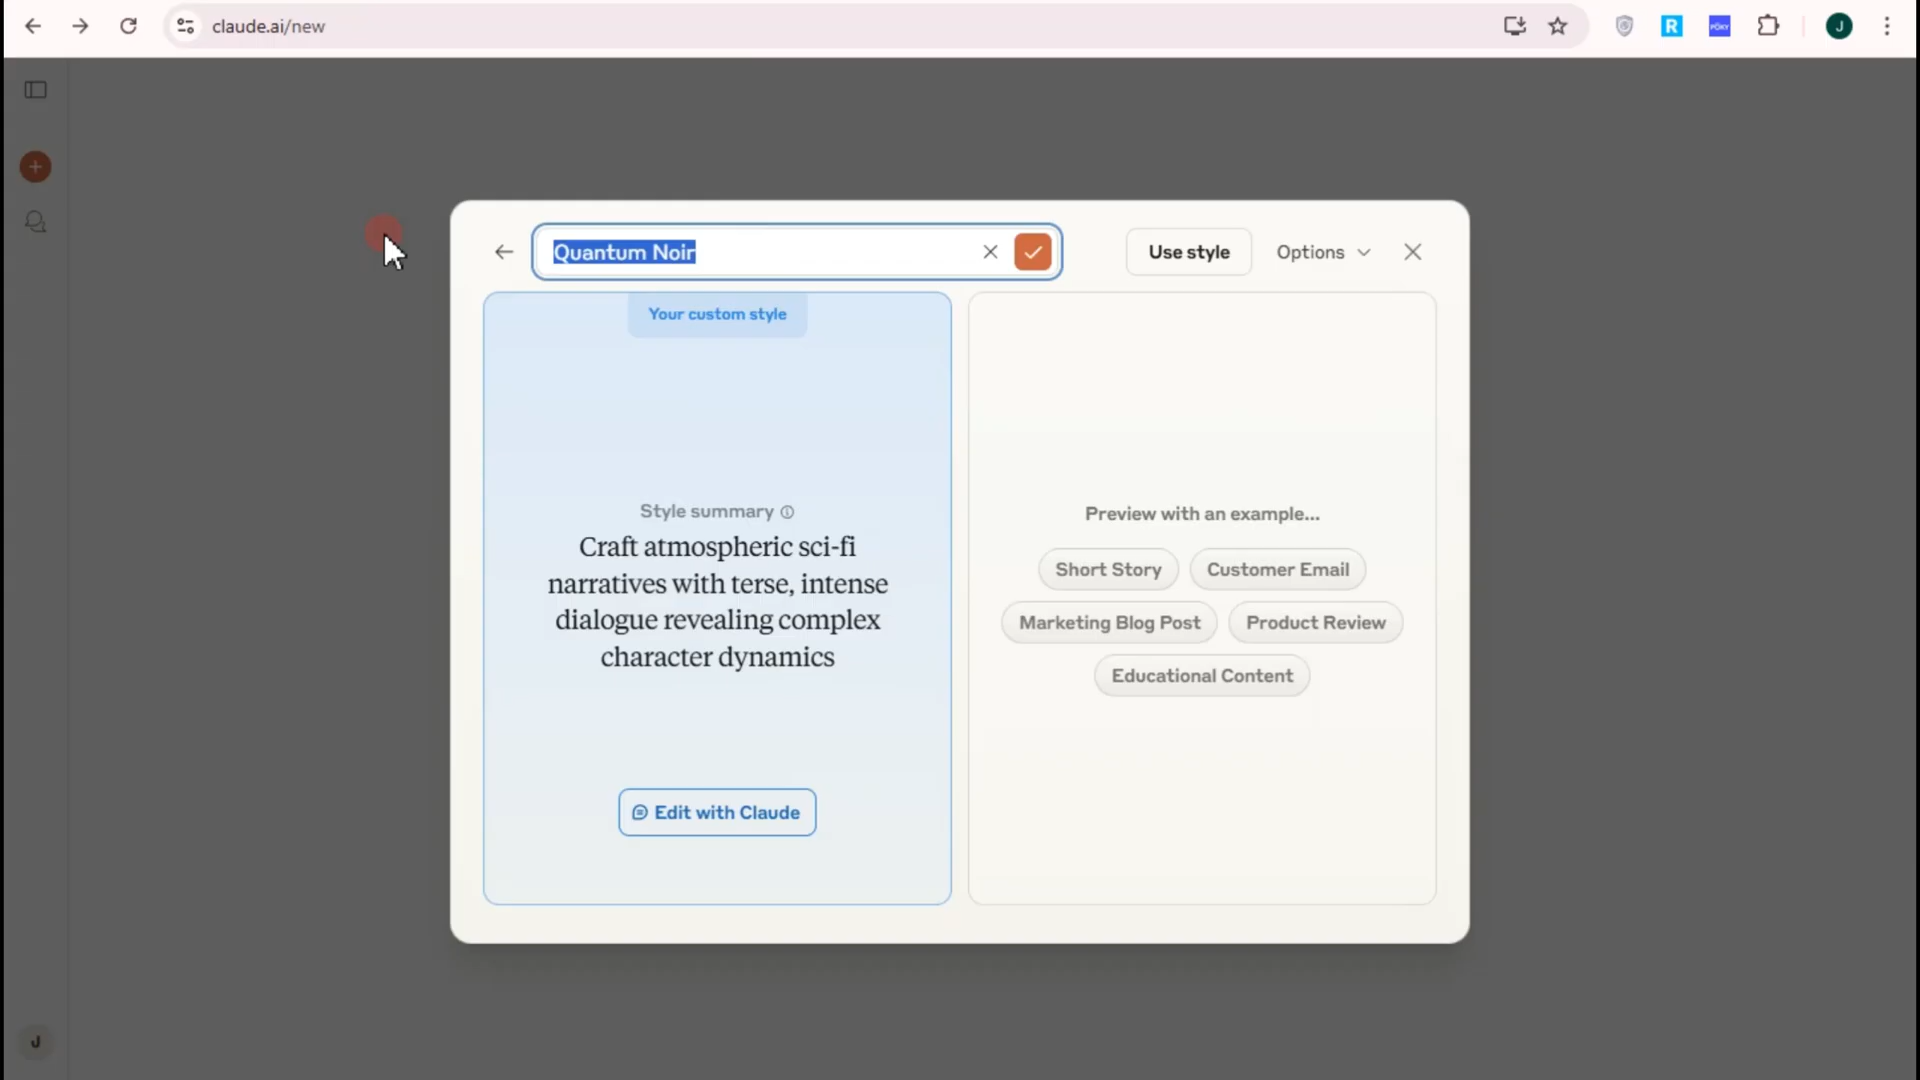 claude.ai/new
R
PÖKY
J
Quantum Noir
Use style
Options
Your custom style
Style summary
Craft atmospheric sci-fi
narratives with terse, intense
dialogue revealing complex
character dynamics
Edit with Claude
Preview with an example...
Short Story
Customer Email
Marketing Blog Post
Product Review
Educational Content
J